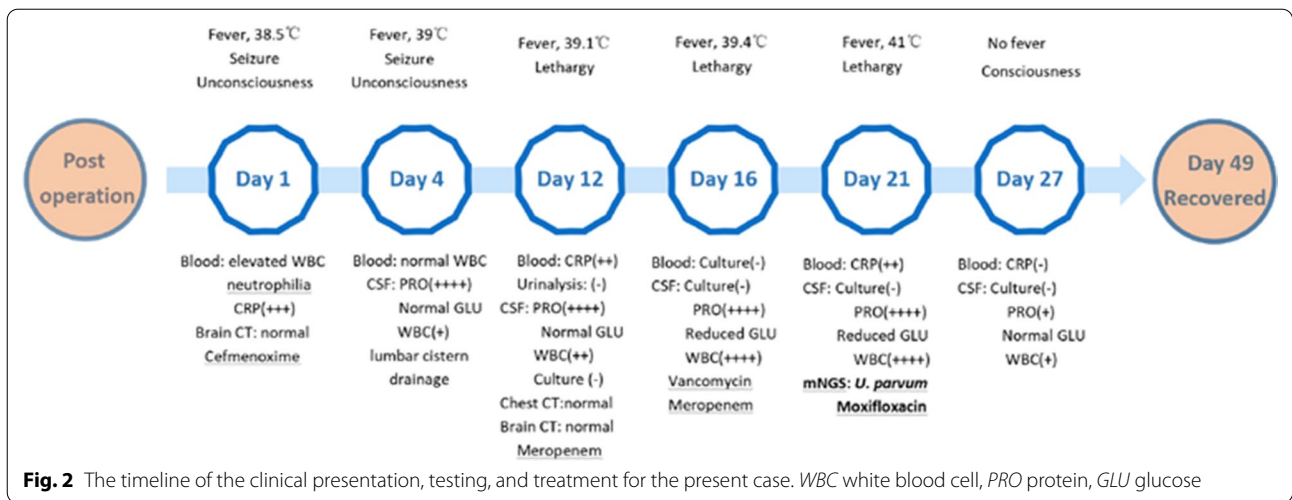 Fever, 38.5℃
Seizure
Unconsciousness
Fever, 39℃
Seizure
Unconsciousness
Fever, 39.1℃
Lethargy
Fever, 39.4℃
Lethargy
Fever, 41℃
Lethargy
No fever
Consciousness
Post
operation
Day 1
Day 4
Day 12
Day 16
Day 21
Day 27
Day 49
Recovered
Blood: elevated WBC
neutrophilia
CRP(+++)
Brain CT: normal
Cefmenoxime
Blood: normal WBC
CSF: PRO(++++)
Normal GLU
WBC(+)
lumbar cistern
drainage
Blood: CRP(++)
Urinalysis: (-)
CSF: PRO(++++)
Normal GLU
WBC(++)
Culture (-)
Chest CT:normal
Brain CT: normal
Meropenem
Blood: Culture(-)
CSF: Culture(-)
PRO(++++)
Reduced GLU
WBC(++++)
Vancomycin
Meropenem
Blood: CRP(++)
CSF: Culture(-)
PRO(++++)
Reduced GLU
WBC(++++)
mNGS: U. parvum
Moxifloxacin
Blood: CRP(-)
CSF: Culture(-)
PRO(+)
Normal GLU
WBC(+)
Fig. 2 The timeline of the clinical presentation, testing, and treatment for the present case. WBC white blood cell, PRO protein, GLU glucose